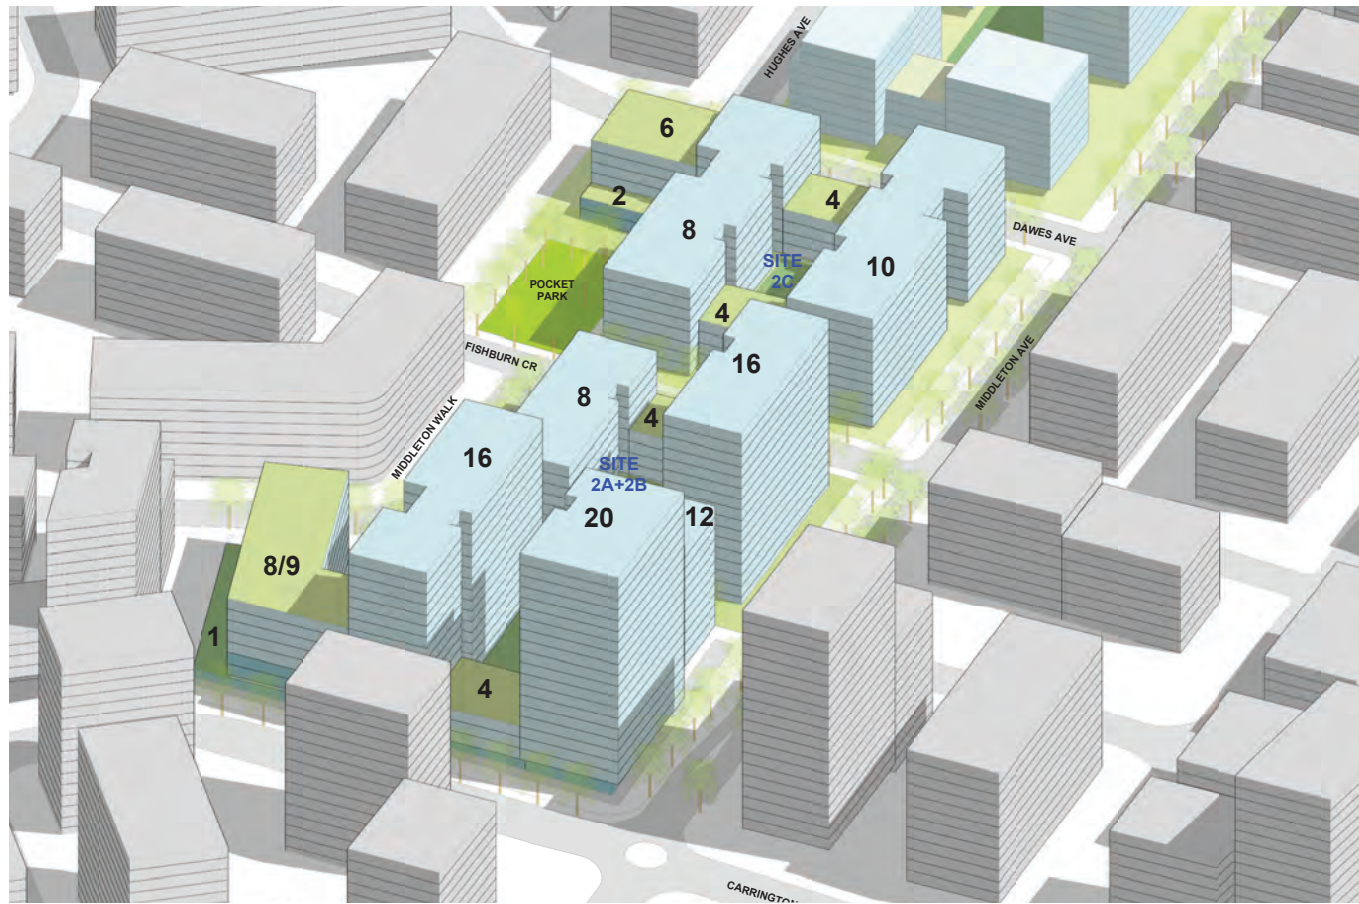 HUGHES AVE
6
2
4
8
DAWES AVE
SITE
2C
10
POCKET
PARK
4
FISHBURN CR
16
MIDDLETON AVE
8
MIDDLETON WALK
4
16
SITE
2A+2B
20
12
8/9
1
4
CARRINGTON